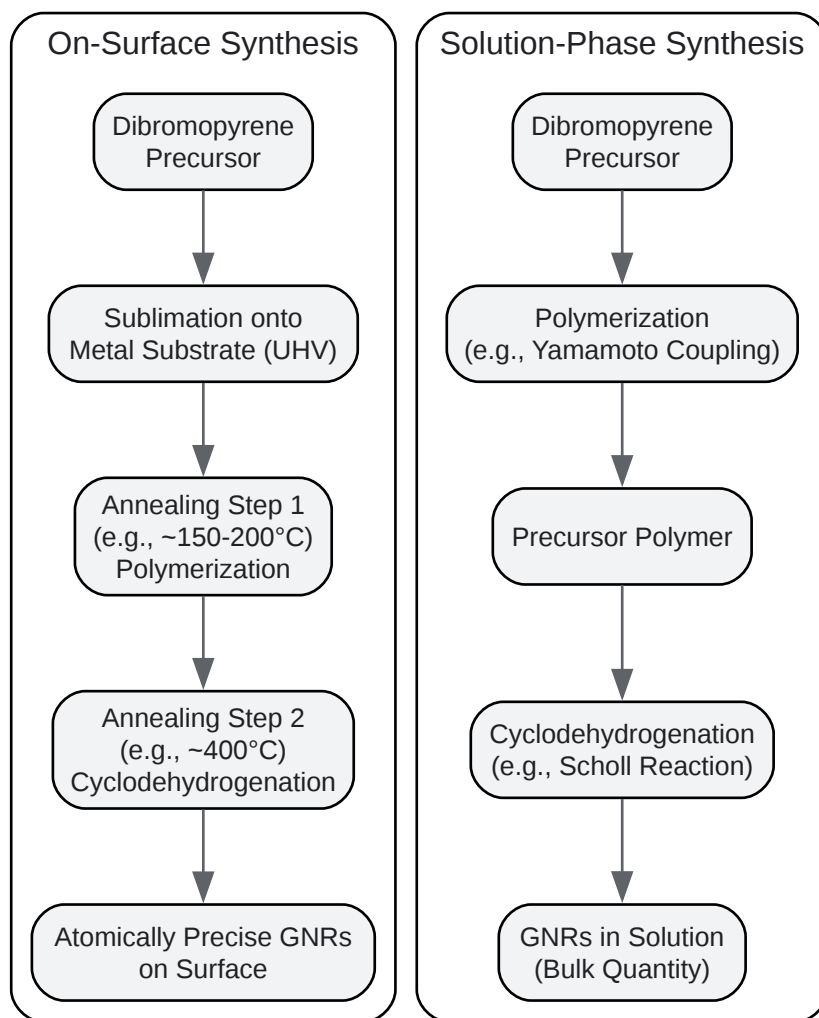 On-Surface Synthesis
Dibromopyrene
Precursor
Sublimation onto
Metal Substrate (UHV)
Annealing Step 1
(e.g., ~150-200°C)
Polymerization
Annealing Step 2
(e.g., ~400°C)
Cyclodehydrogenation
Atomically Precise GNRs
on Surface
Solution-Phase Synthesis
Dibromopyrene
Precursor
Polymerization
(e.g., Yamamoto Coupling)
Precursor Polymer
Cyclodehydrogenation
(e.g., Scholl Reaction)
GNRs in Solution
(Bulk Quantity)